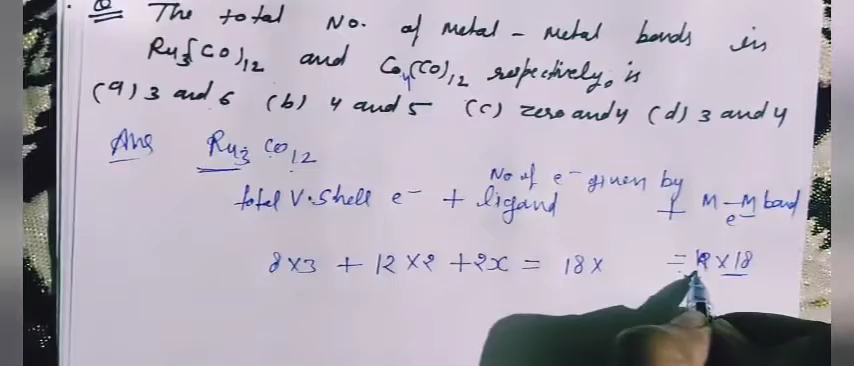 Q The total No. of metal - metal bonds in
Ru3(CO)12 and Co4(CO)12 respectively, is
(a) 3 and 6 (b) 4 and 5 (c) zero and 4 (d) 3 and 4
Ans Ru3 CO12
total V.Shell e- + No of e- given by ligand + M-M bond e-
8×3 + 12×2 + 2x = 18× = × 18